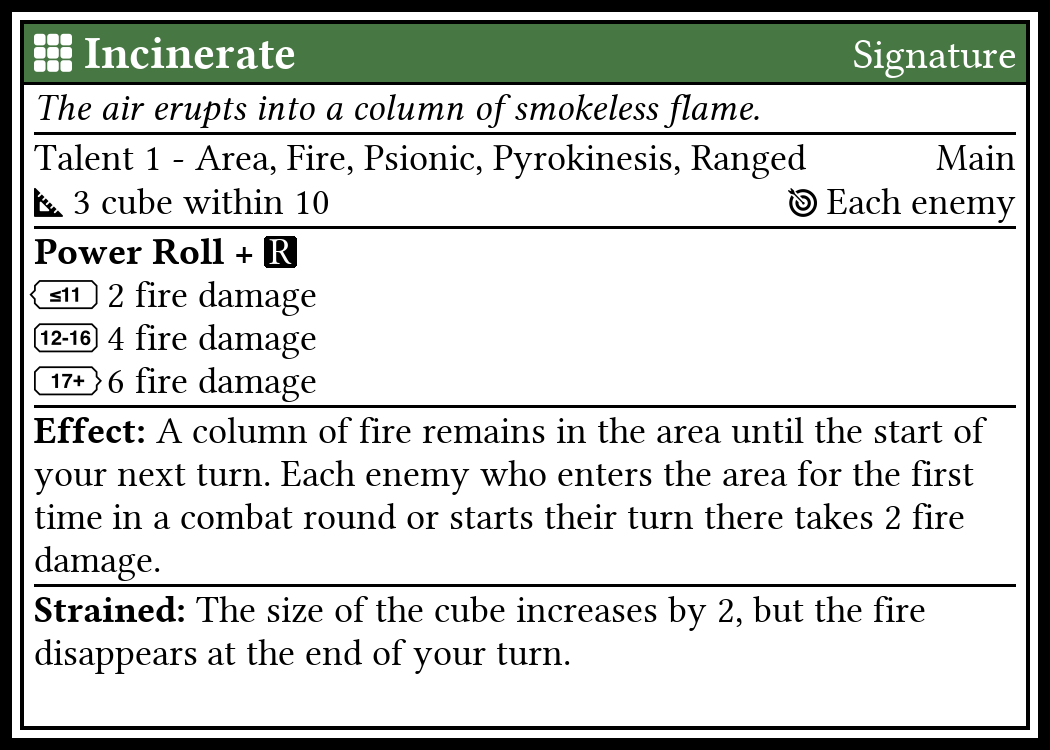 Incinerate Signature
The air erupts into a column of smokeless flame.
Talent 1 - Area, Fire, Psionic, Pyrokinesis, Ranged Main
3 cube within 10 Each enemy
Power Roll + R
≤11 2 fire damage
12-16 4 fire damage
17+ 6 fire damage
Effect: A column of fire remains in the area until the start of
your next turn. Each enemy who enters the area for the first
time in a combat round or starts their turn there takes 2 fire
damage.
Strained: The size of the cube increases by 2, but the fire
disappears at the end of your turn.